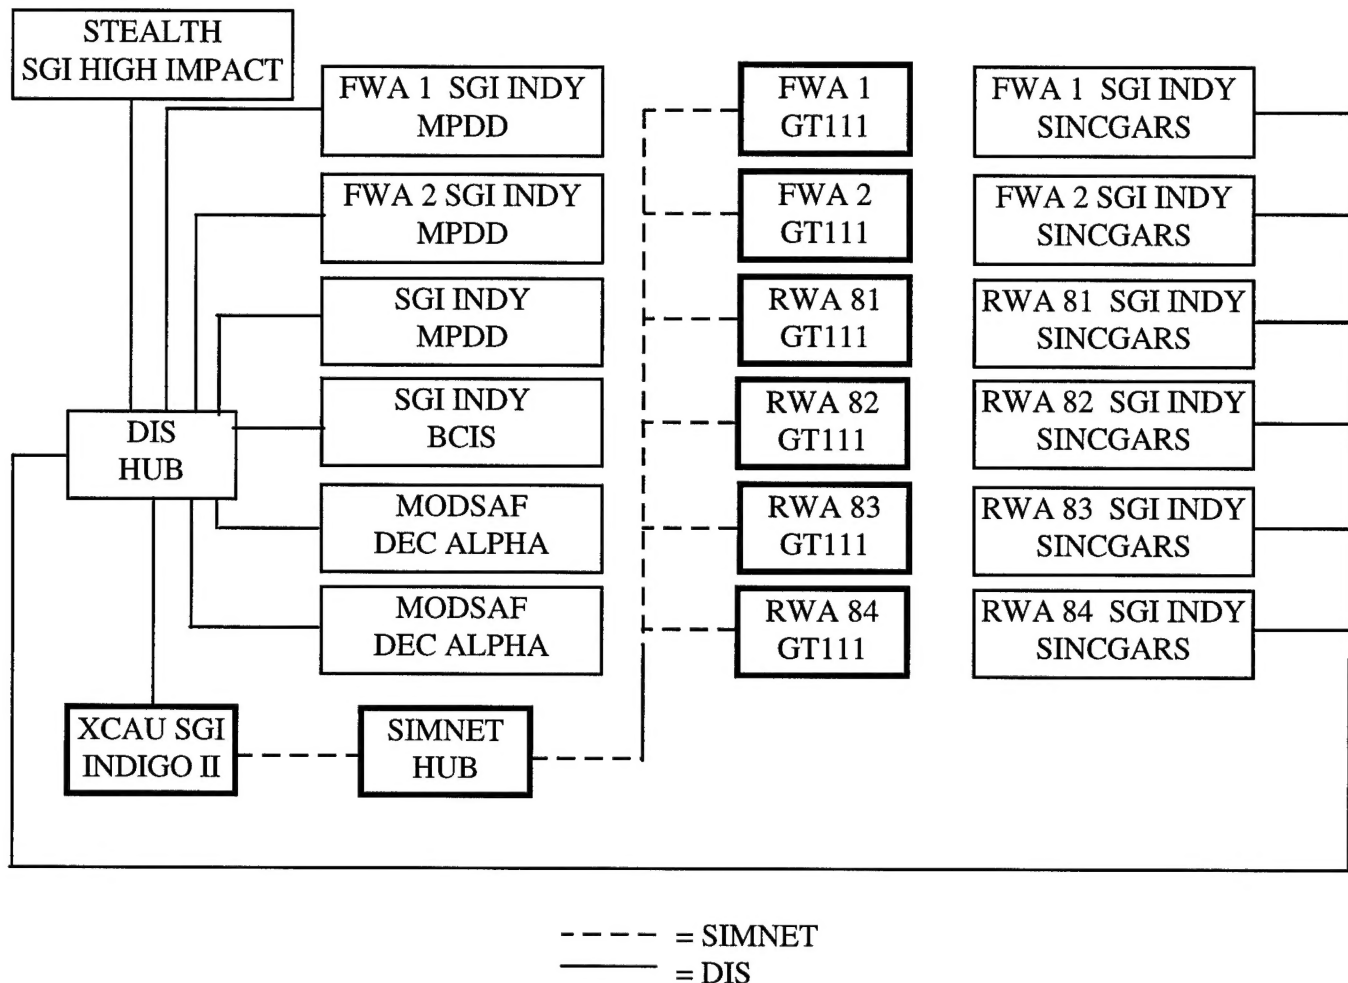 STEALTH
SGI HIGH IMPACT
FWA 1 SGI INDY
MPDD
FWA 2 SGI INDY
MPDD
SGI INDY
MPDD
SGI INDY
BCIS
MODSAF
DEC ALPHA
MODSAF
DEC ALPHA
DIS
HUB
XCAU SGI
INDIGO II
SIMNET
HUB
FWA 1
GT111
FWA 2
GT111
RWA 81
GT111
RWA 82
GT111
RWA 83
GT111
RWA 84
GT111
FWA 1 SGI INDY
SINCGARS
FWA 2 SGI INDY
SINCGARS
RWA 81 SGI INDY
SINCGARS
RWA 82 SGI INDY
SINCGARS
RWA 83 SGI INDY
SINCGARS
RWA 84 SGI INDY
SINCGARS
= SIMNET
= DIS